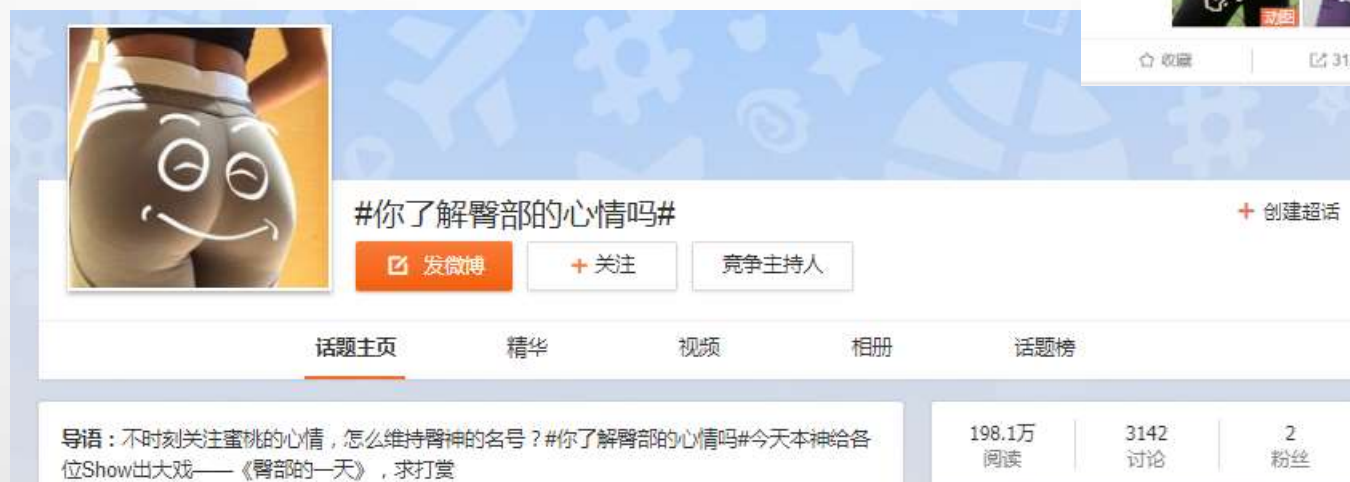 动图
收藏
31
#你了解臀部的心情吗#
+ 创建超话
发微博
+ 关注
竞争主持人
话题主页
精华
视频
相册
话题榜
导语：不时刻关注蜜桃的心情，怎么维持臀神的名号？#你了解臀部的心情吗#今天本神给各
位Show出大戏——《臀部的一天》，求打赏
198.1万
阅读
3142
讨论
2
粉丝